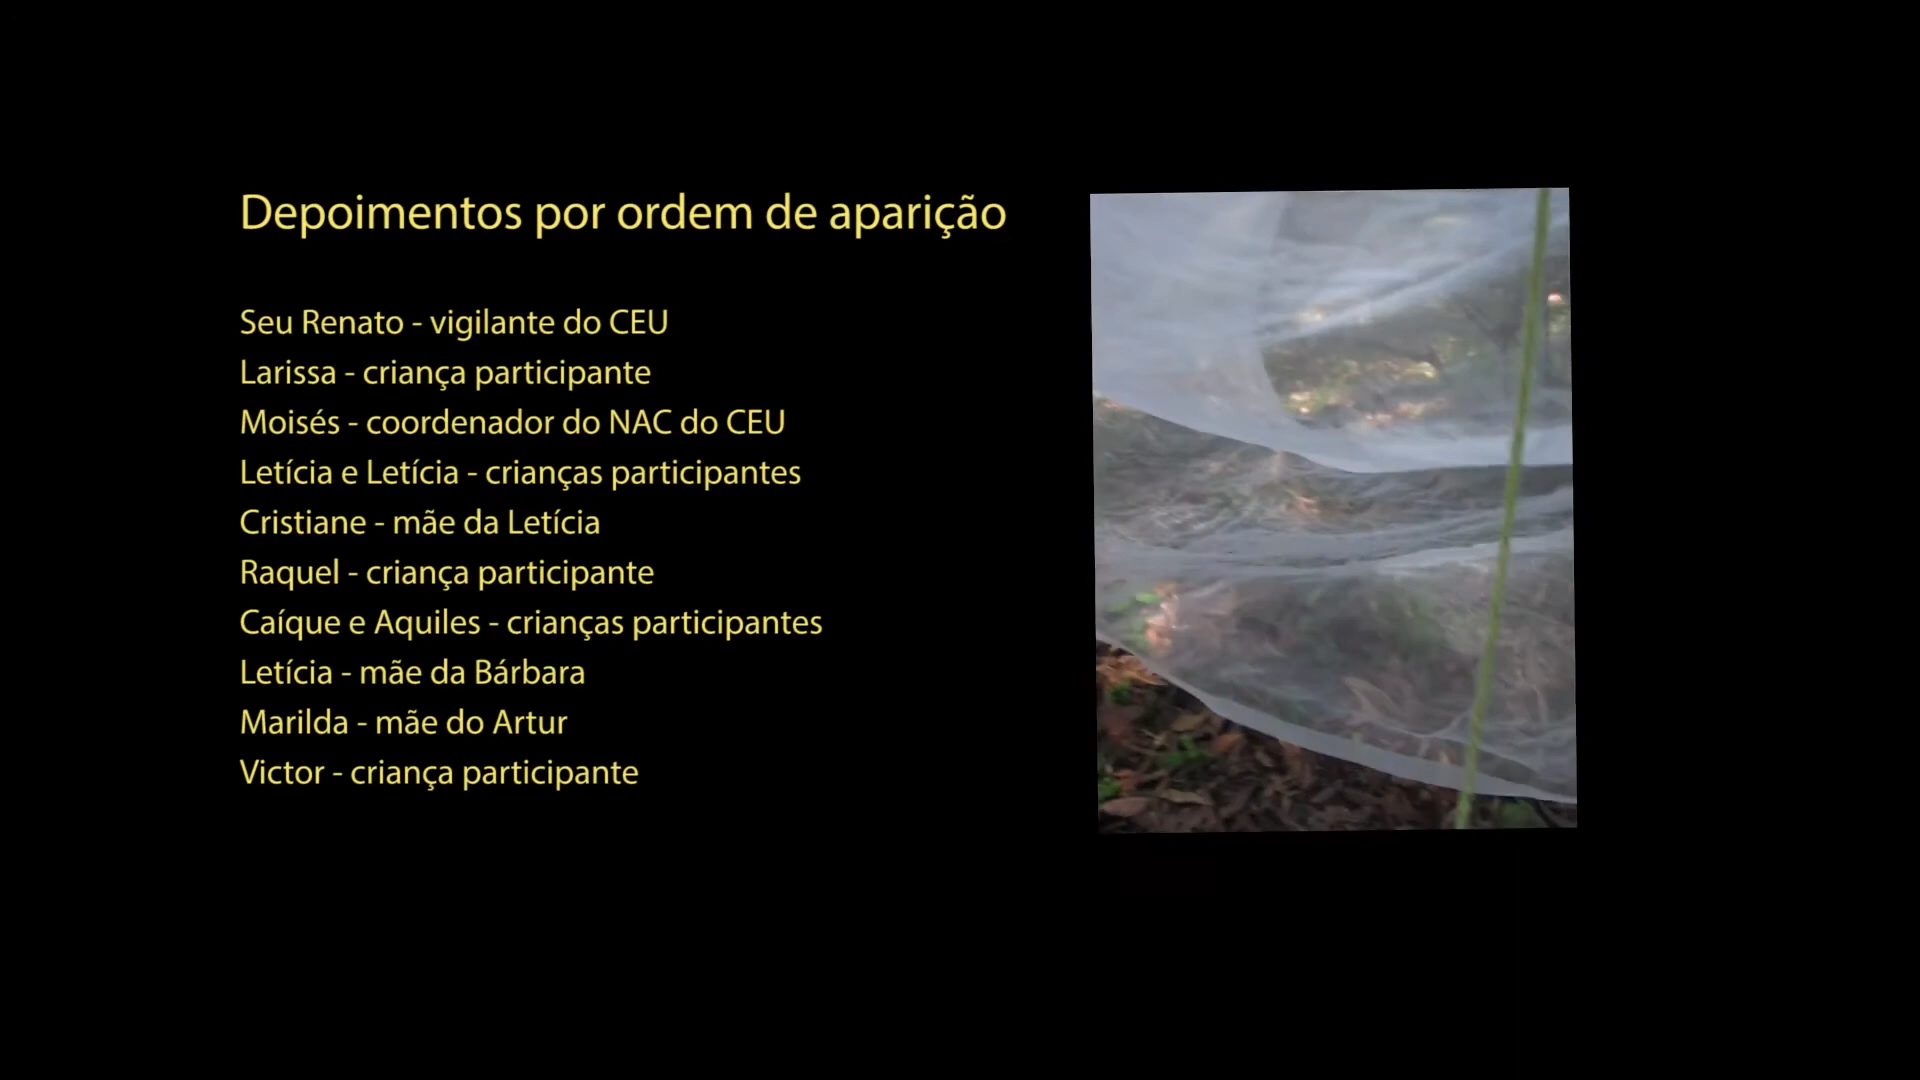 Depoimentos por ordem de aparição
Seu Renato - vigilante do CEU
Larissa - criança participante
Moisés - coordenador do NAC do CEU
Letícia e Letícia - crianças participantes
Cristiane - mãe da Letícia
Raquel - criança participante
Caíque e Aquiles - crianças participantes
Letícia - mãe da Bárbara
Marilda - mãe do Artur
Victor - criança participante